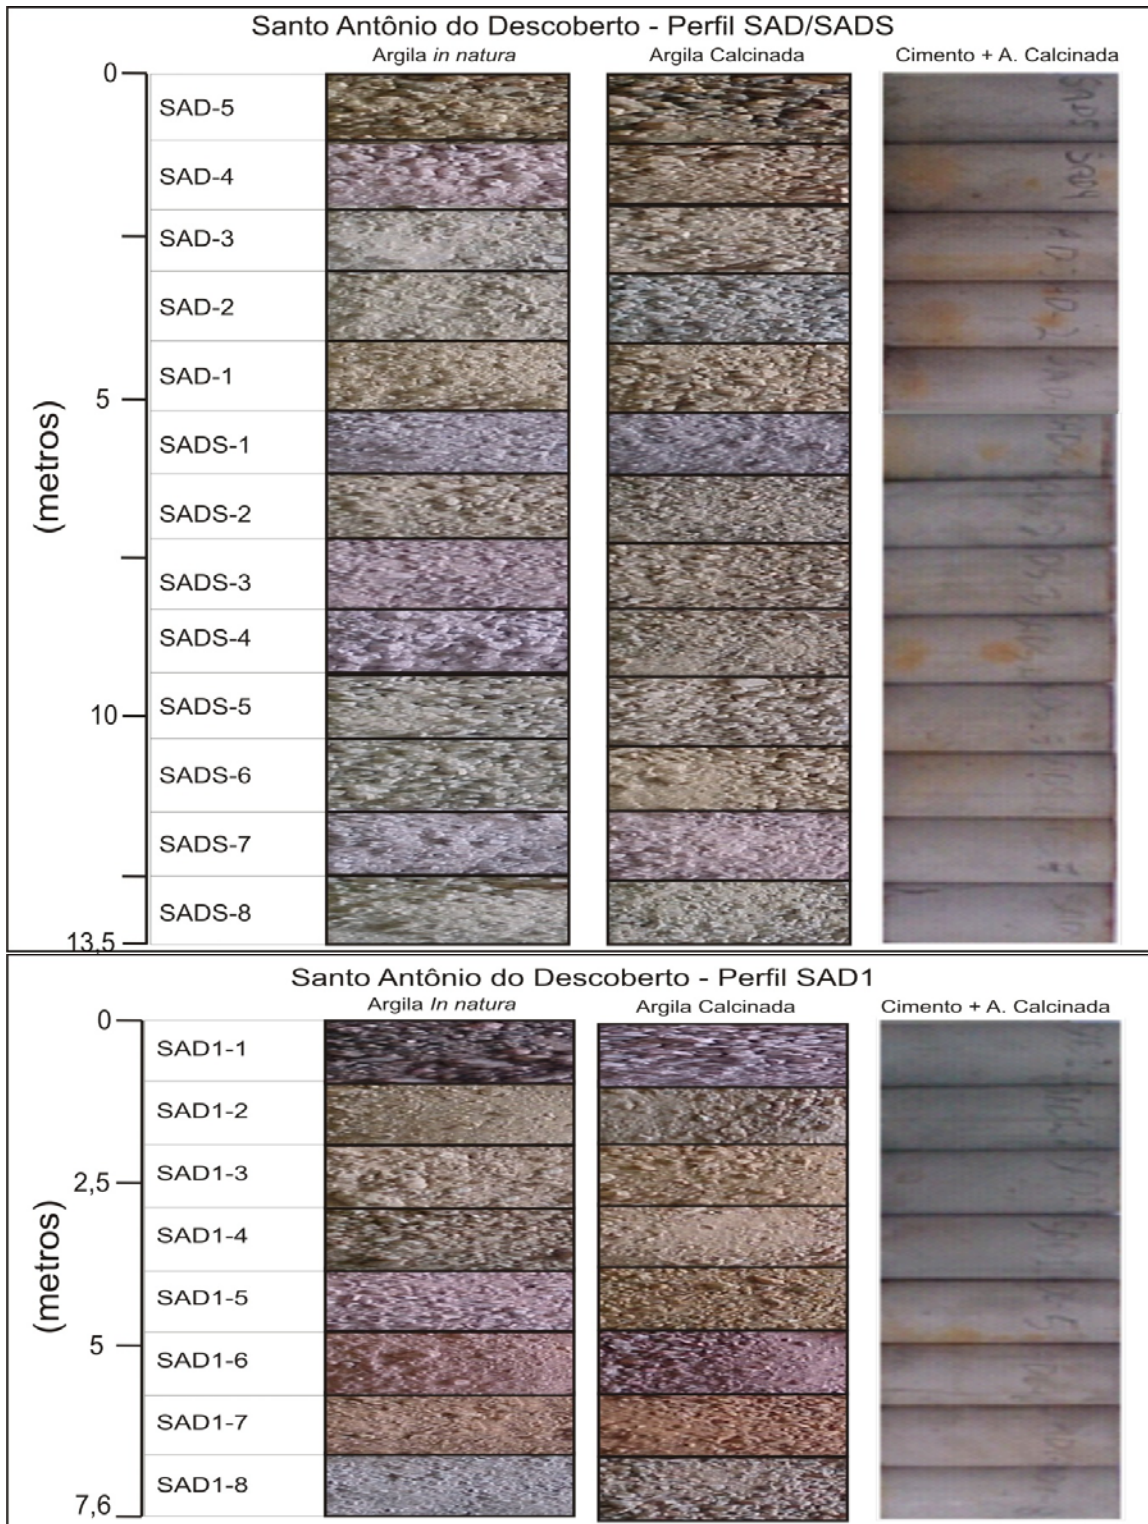 Santo Antônio do Descoberto - Perfil SAD/SADS
Argila in natura Argila Calcinada Cimento + A. Calcinada
0
SAD-5
SAD-4
SAD-3
SAD-2
SAD-1
5
SADS-1
(metros)
SADS-2
SADS-3
SADS-4
SADS-5
10
SADS-6
SADS-7
SADS-8
13,5
Santo Antônio do Descoberto - Perfil SAD1
Argila In natura Argila Calcinada Cimento + A. Calcinada
0
SAD1-1
SAD1-2
SAD1-3
2,5
SAD1-4
(metros)
SAD1-5
5
SAD1-6
SAD1-7
SAD1-8
7,6